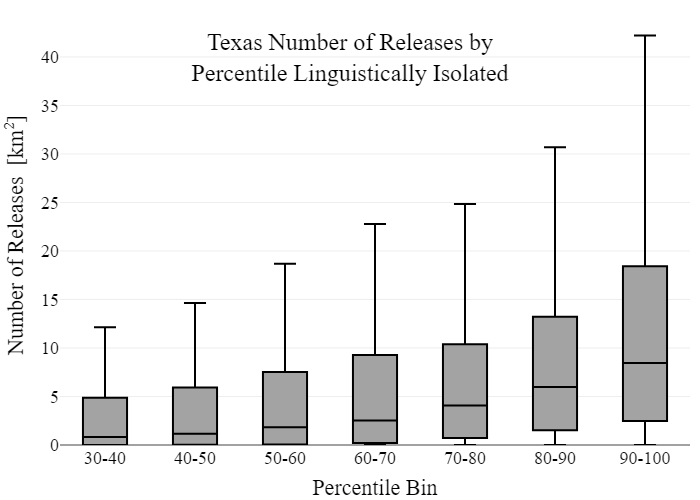 Texas Number of Releases by
Percentile Linguistically Isolated
Number of Releases [km²]
40
35
30
25
20
15
10
5
0
30-40 40-50 50-60 60-70 70-80 80-90 90-100
Percentile Bin